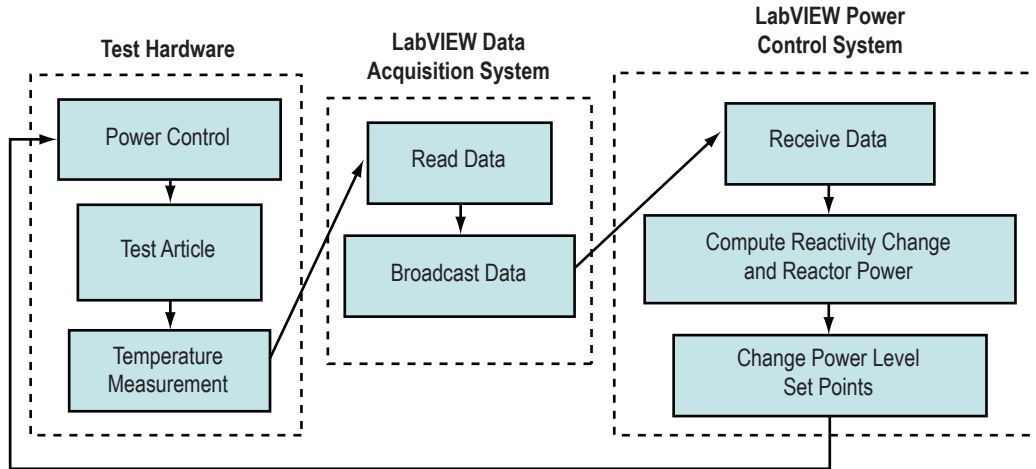 Test Hardware
Power Control
Test Article
Temperature
Measurement
LabVIEW Data
Acquisition System
Read Data
Broadcast Data
LabVIEW Power
Control System
Receive Data
Compute Reactivity Change
and Reactor Power
Change Power Level
Set Points